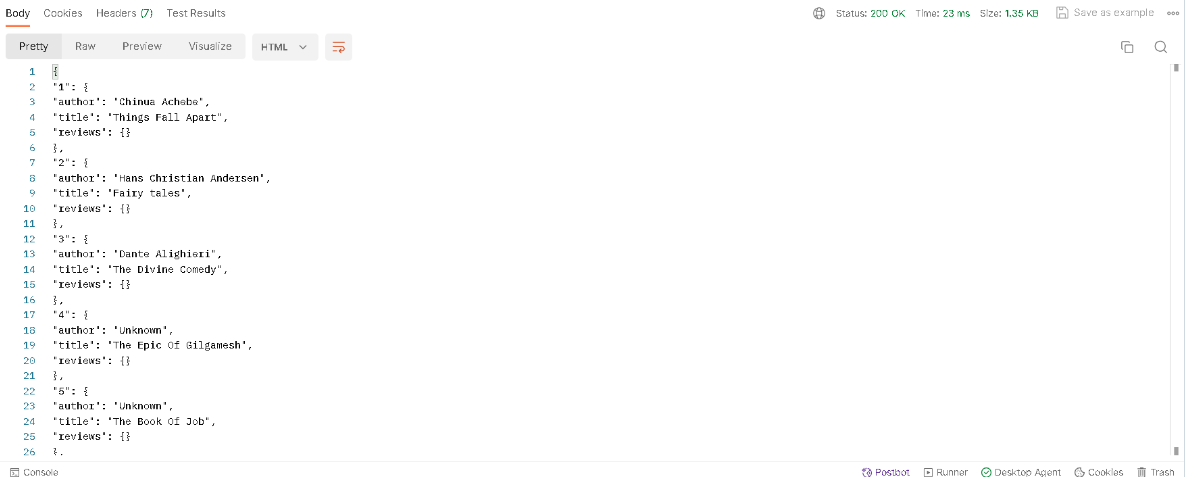 Body Cookies Headers (7) Test Results Status: 200 OK Time: 23 ms Size: 1.35 KB Save as example
Pretty Raw Preview Visualize HTML
1 {
2 "1": {
3 "author": "Chinua Achebe",
4 "title": "Things Fall Apart",
5 "reviews": {}
6 },
7 "2": {
8 "author": "Hans Christian Andersen",
9 "title": "Fairy tales",
10 "reviews": {}
11 },
12 "3": {
13 "author": "Dante Alighieri",
14 "title": "The Divine Comedy",
15 "reviews": {}
16 },
17 "4": {
18 "author": "Unknown",
19 "title": "The Epic Of Gilgamesh",
20 "reviews": {}
21 },
22 "5": {
23 "author": "Unknown",
24 "title": "The Book Of Job",
25 "reviews": {}
26 },
Console Postbot Runner Desktop Agent Cookies Trash